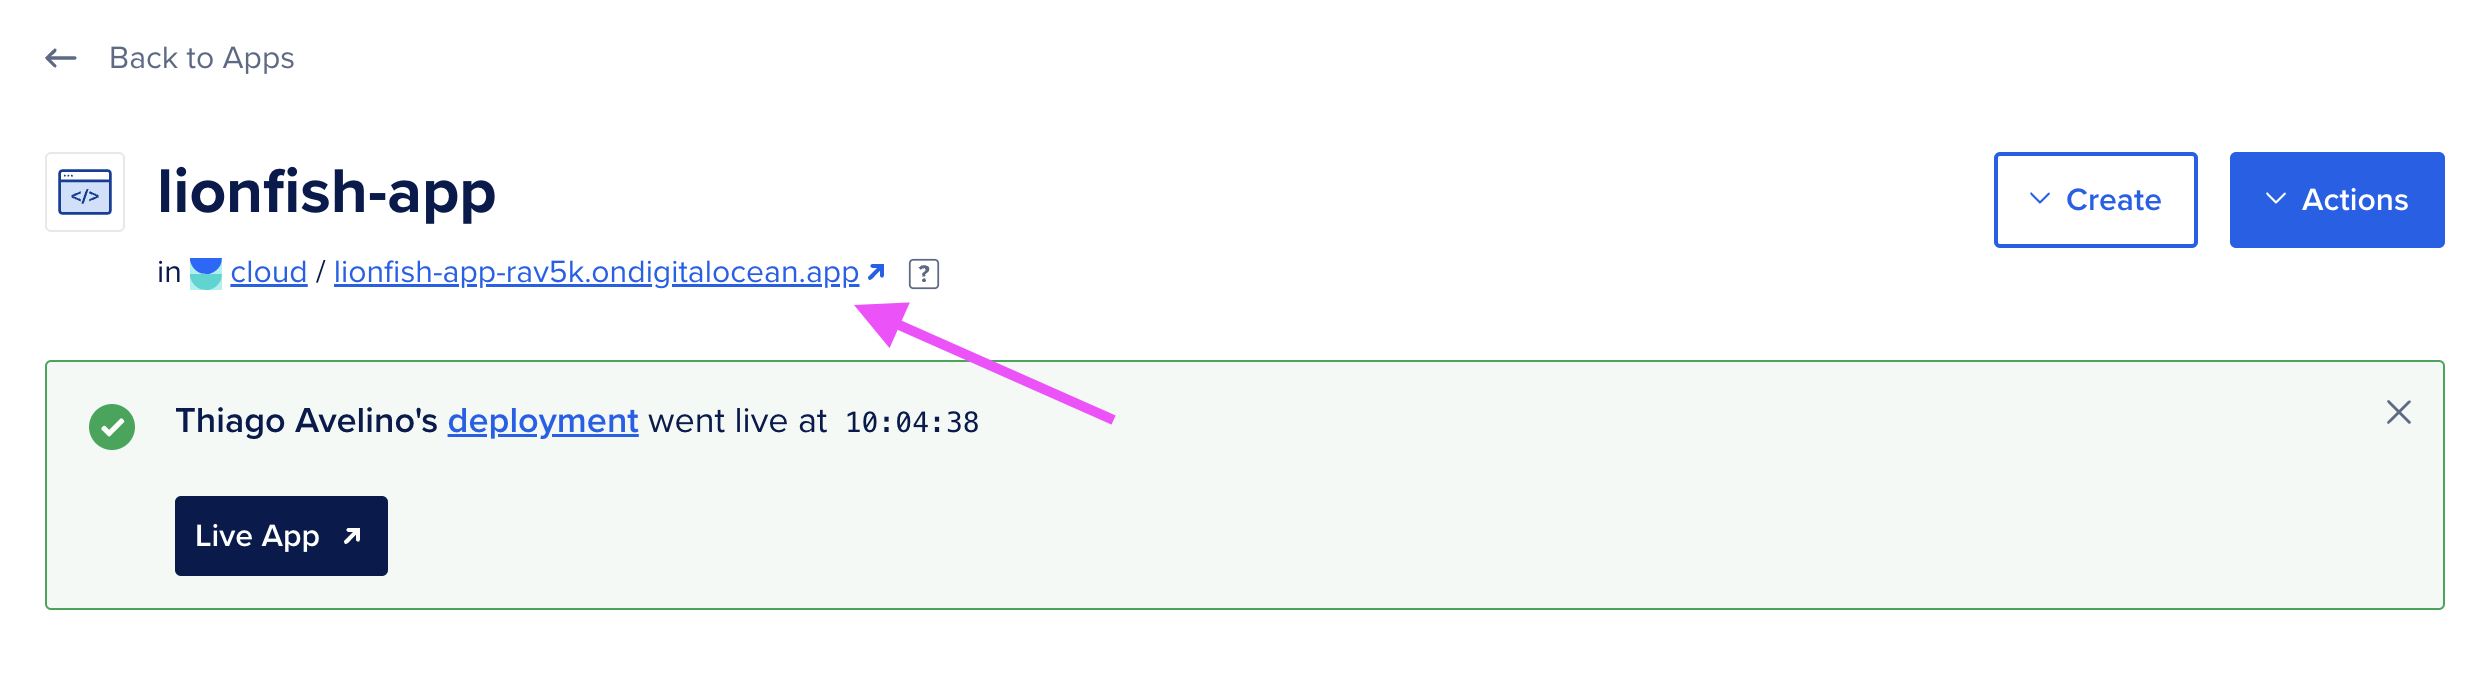 Back to Apps
</>
lionfish-app
in cloud / lionfish-app-rav5k.ondigitalocean.app ?
Create
Actions
Thiago Avelino's deployment went live at 10:04:38
Live App